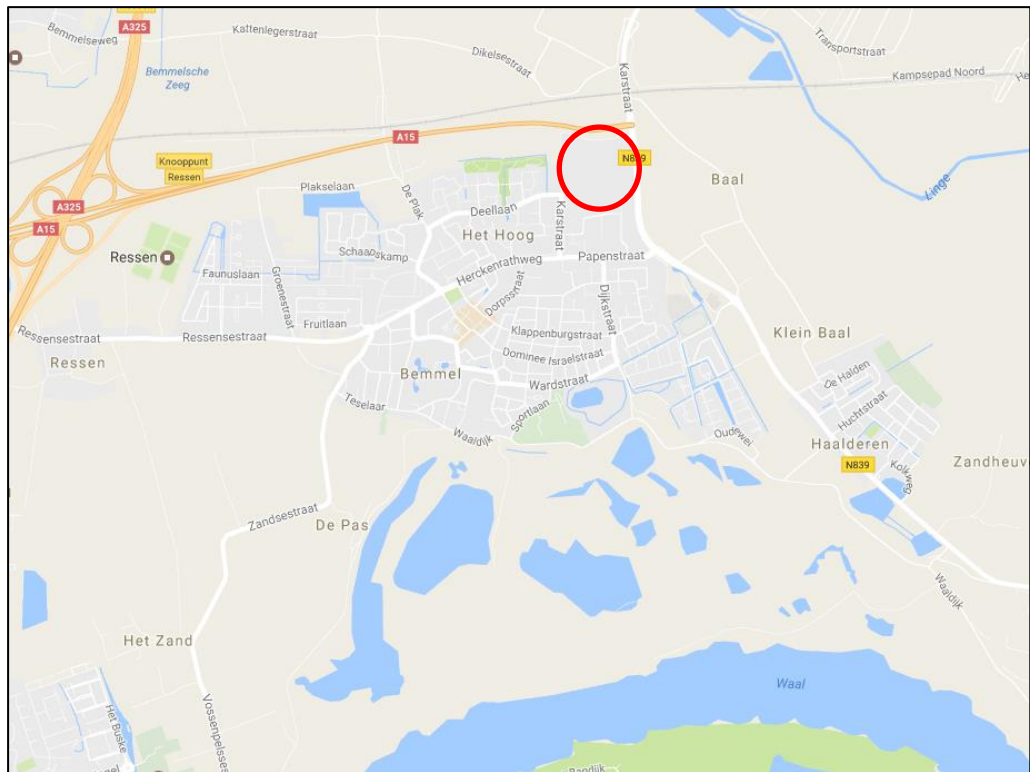 A325
Bemmelseweg
Kattenlegerstraat
Dikelsestraat
Karstraat
Transportstraat
Kampsepad Noord
Bemmelsche
Zeeg
A15
Knooppunt
Ressen
N839
Baal
Linge
Plakselaan
De Plak
Deellaan
Karstraat
A325
A15
Het Hoog
Schaapskamp
Ressen
Faunuslaan
Groenestraat
Herckenrathweg
Papenstraat
Dorpsstraat
Dijkstraat
Fruitlaan
Ressensestraat
Ressensestraat
Klappenburgstraat
Klein Baal
Ressen
Dominee Israelstraat
Bemmel
Wardstraat
De Halden
Teselaar
Sportlaan
Huchtstraat
Waaldijk
Oudewei
Haalderen
N839
Kolkweg
Zandheuv
Zandsestraat
De Pas
Waaldijk
Het Zand
Waal
Vossenpelsses
Het Buske
Bandijk